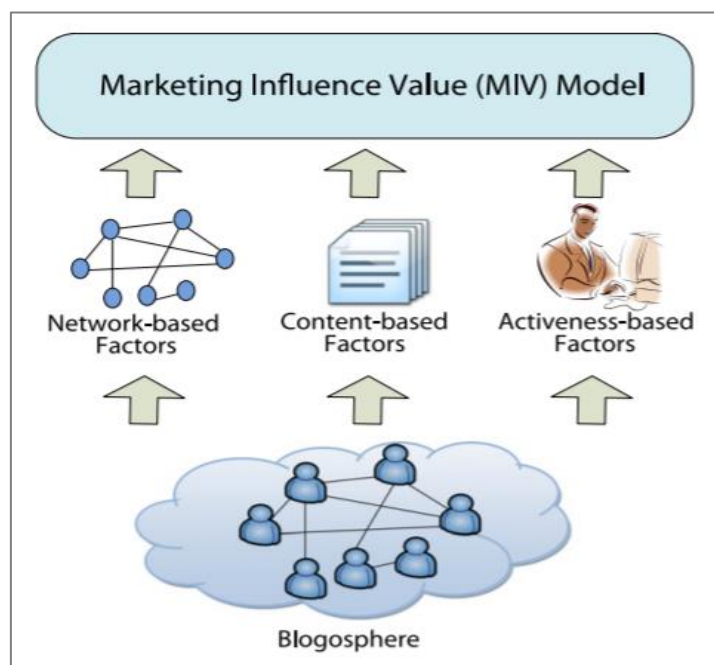 Marketing Influence Value (MIV) Model
Network-based
Factors
Content-based
Factors
Activeness-based
Factors
Blogosphere